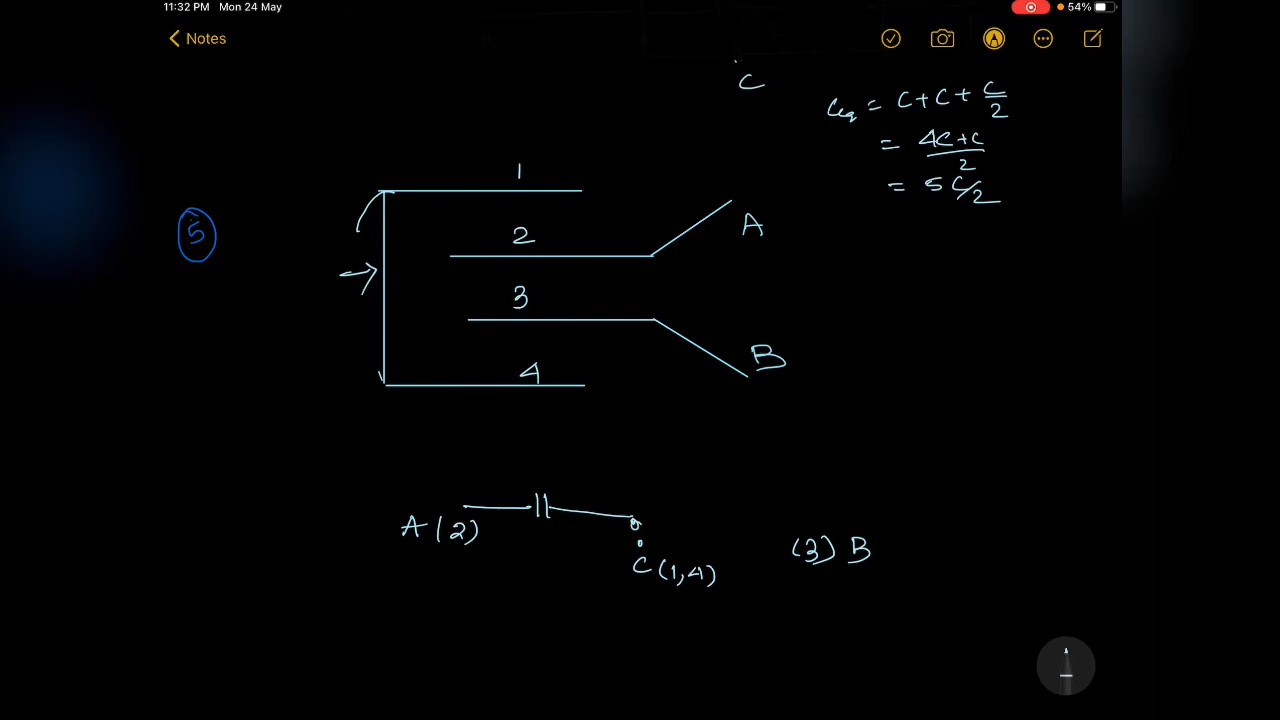 11:32 PM Mon 24 May
54%
Notes
C
Ceq = C + C + C/2
= 4C + C / 2
= 5C/2
1
5
2
A
3
B
4
A (2)
C (1,4)
(3) B